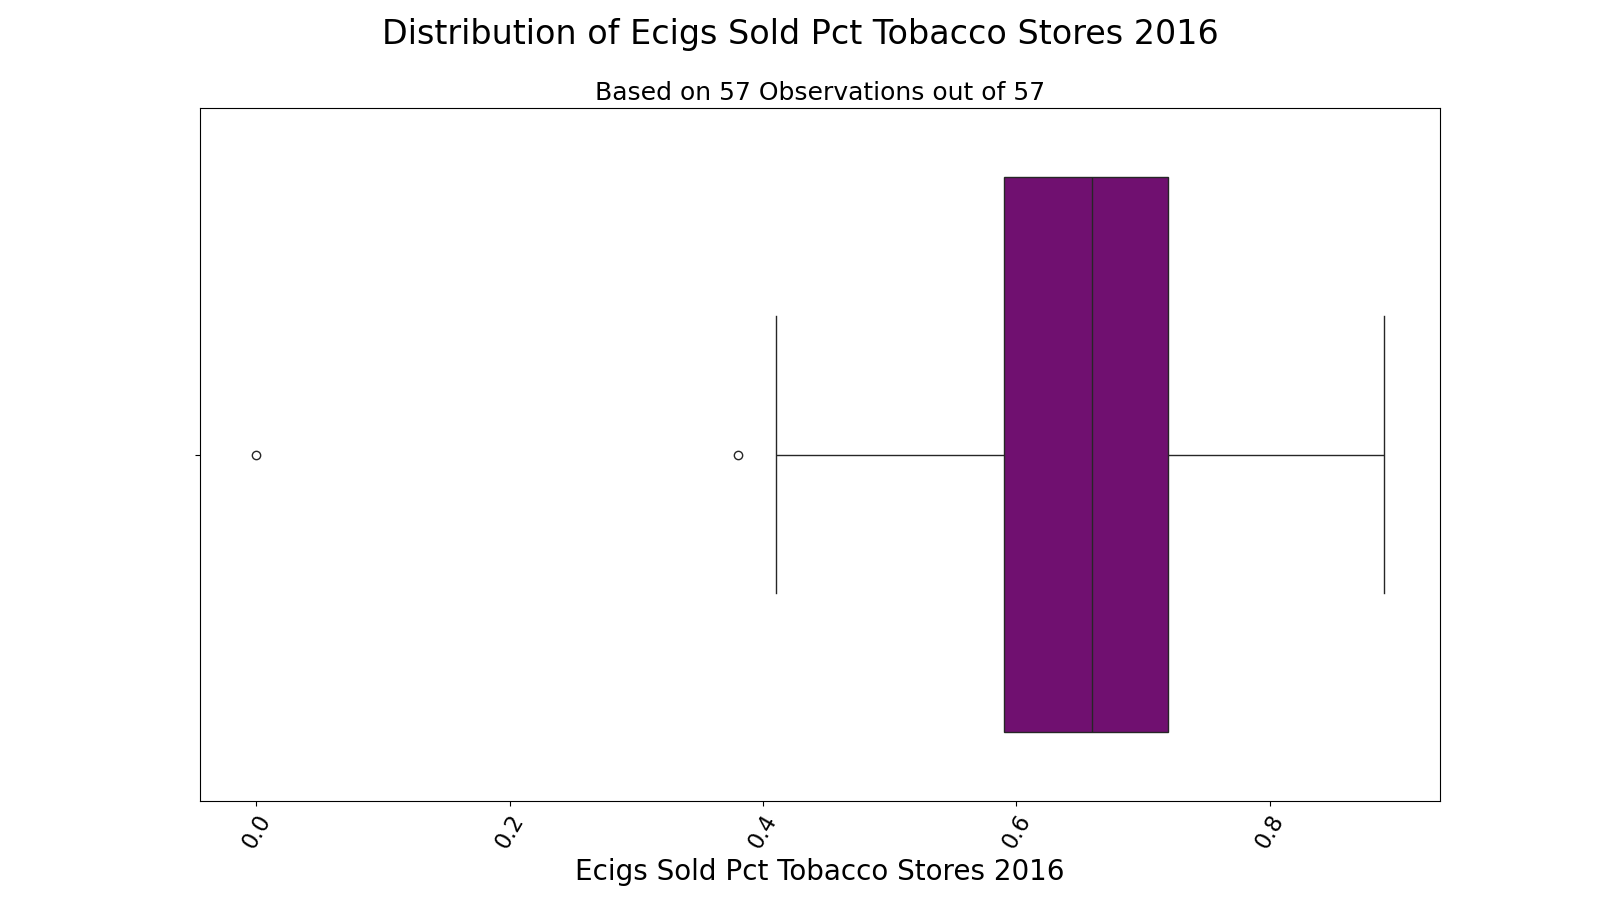 Distribution of Ecigs Sold Pct Tobacco Stores 2016
Based on 57 Observations out of 57
0.0
0.2
0.4
0.6
0.8
Ecigs Sold Pct Tobacco Stores 2016